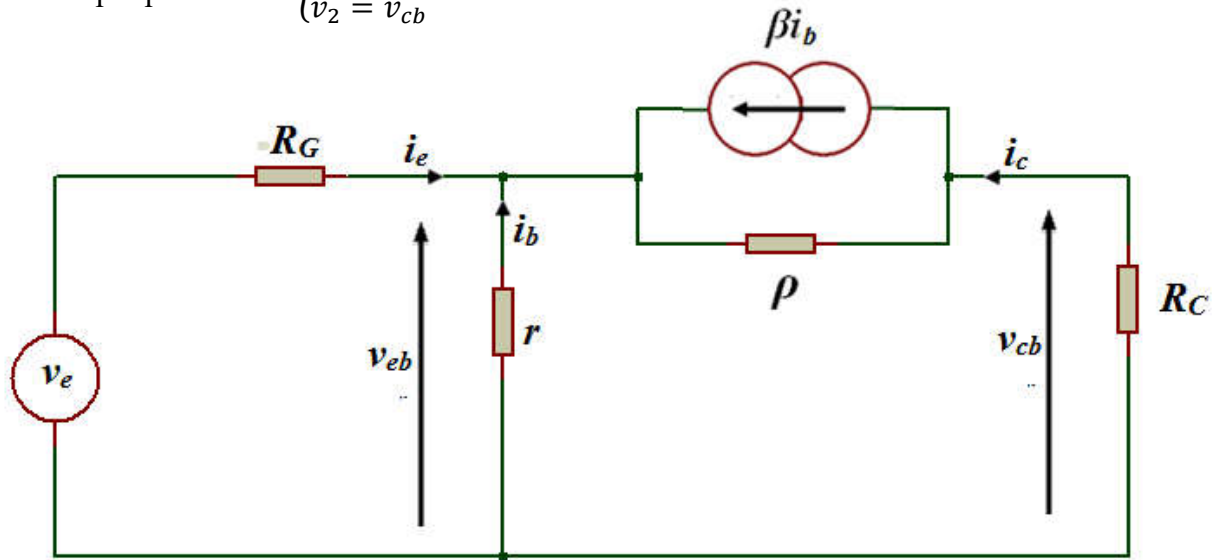 (v₂ = v_cb
βi_b
R_G
i_e
i_c
i_b
ρ
r
R_C
v_eb
v_cb
v_e